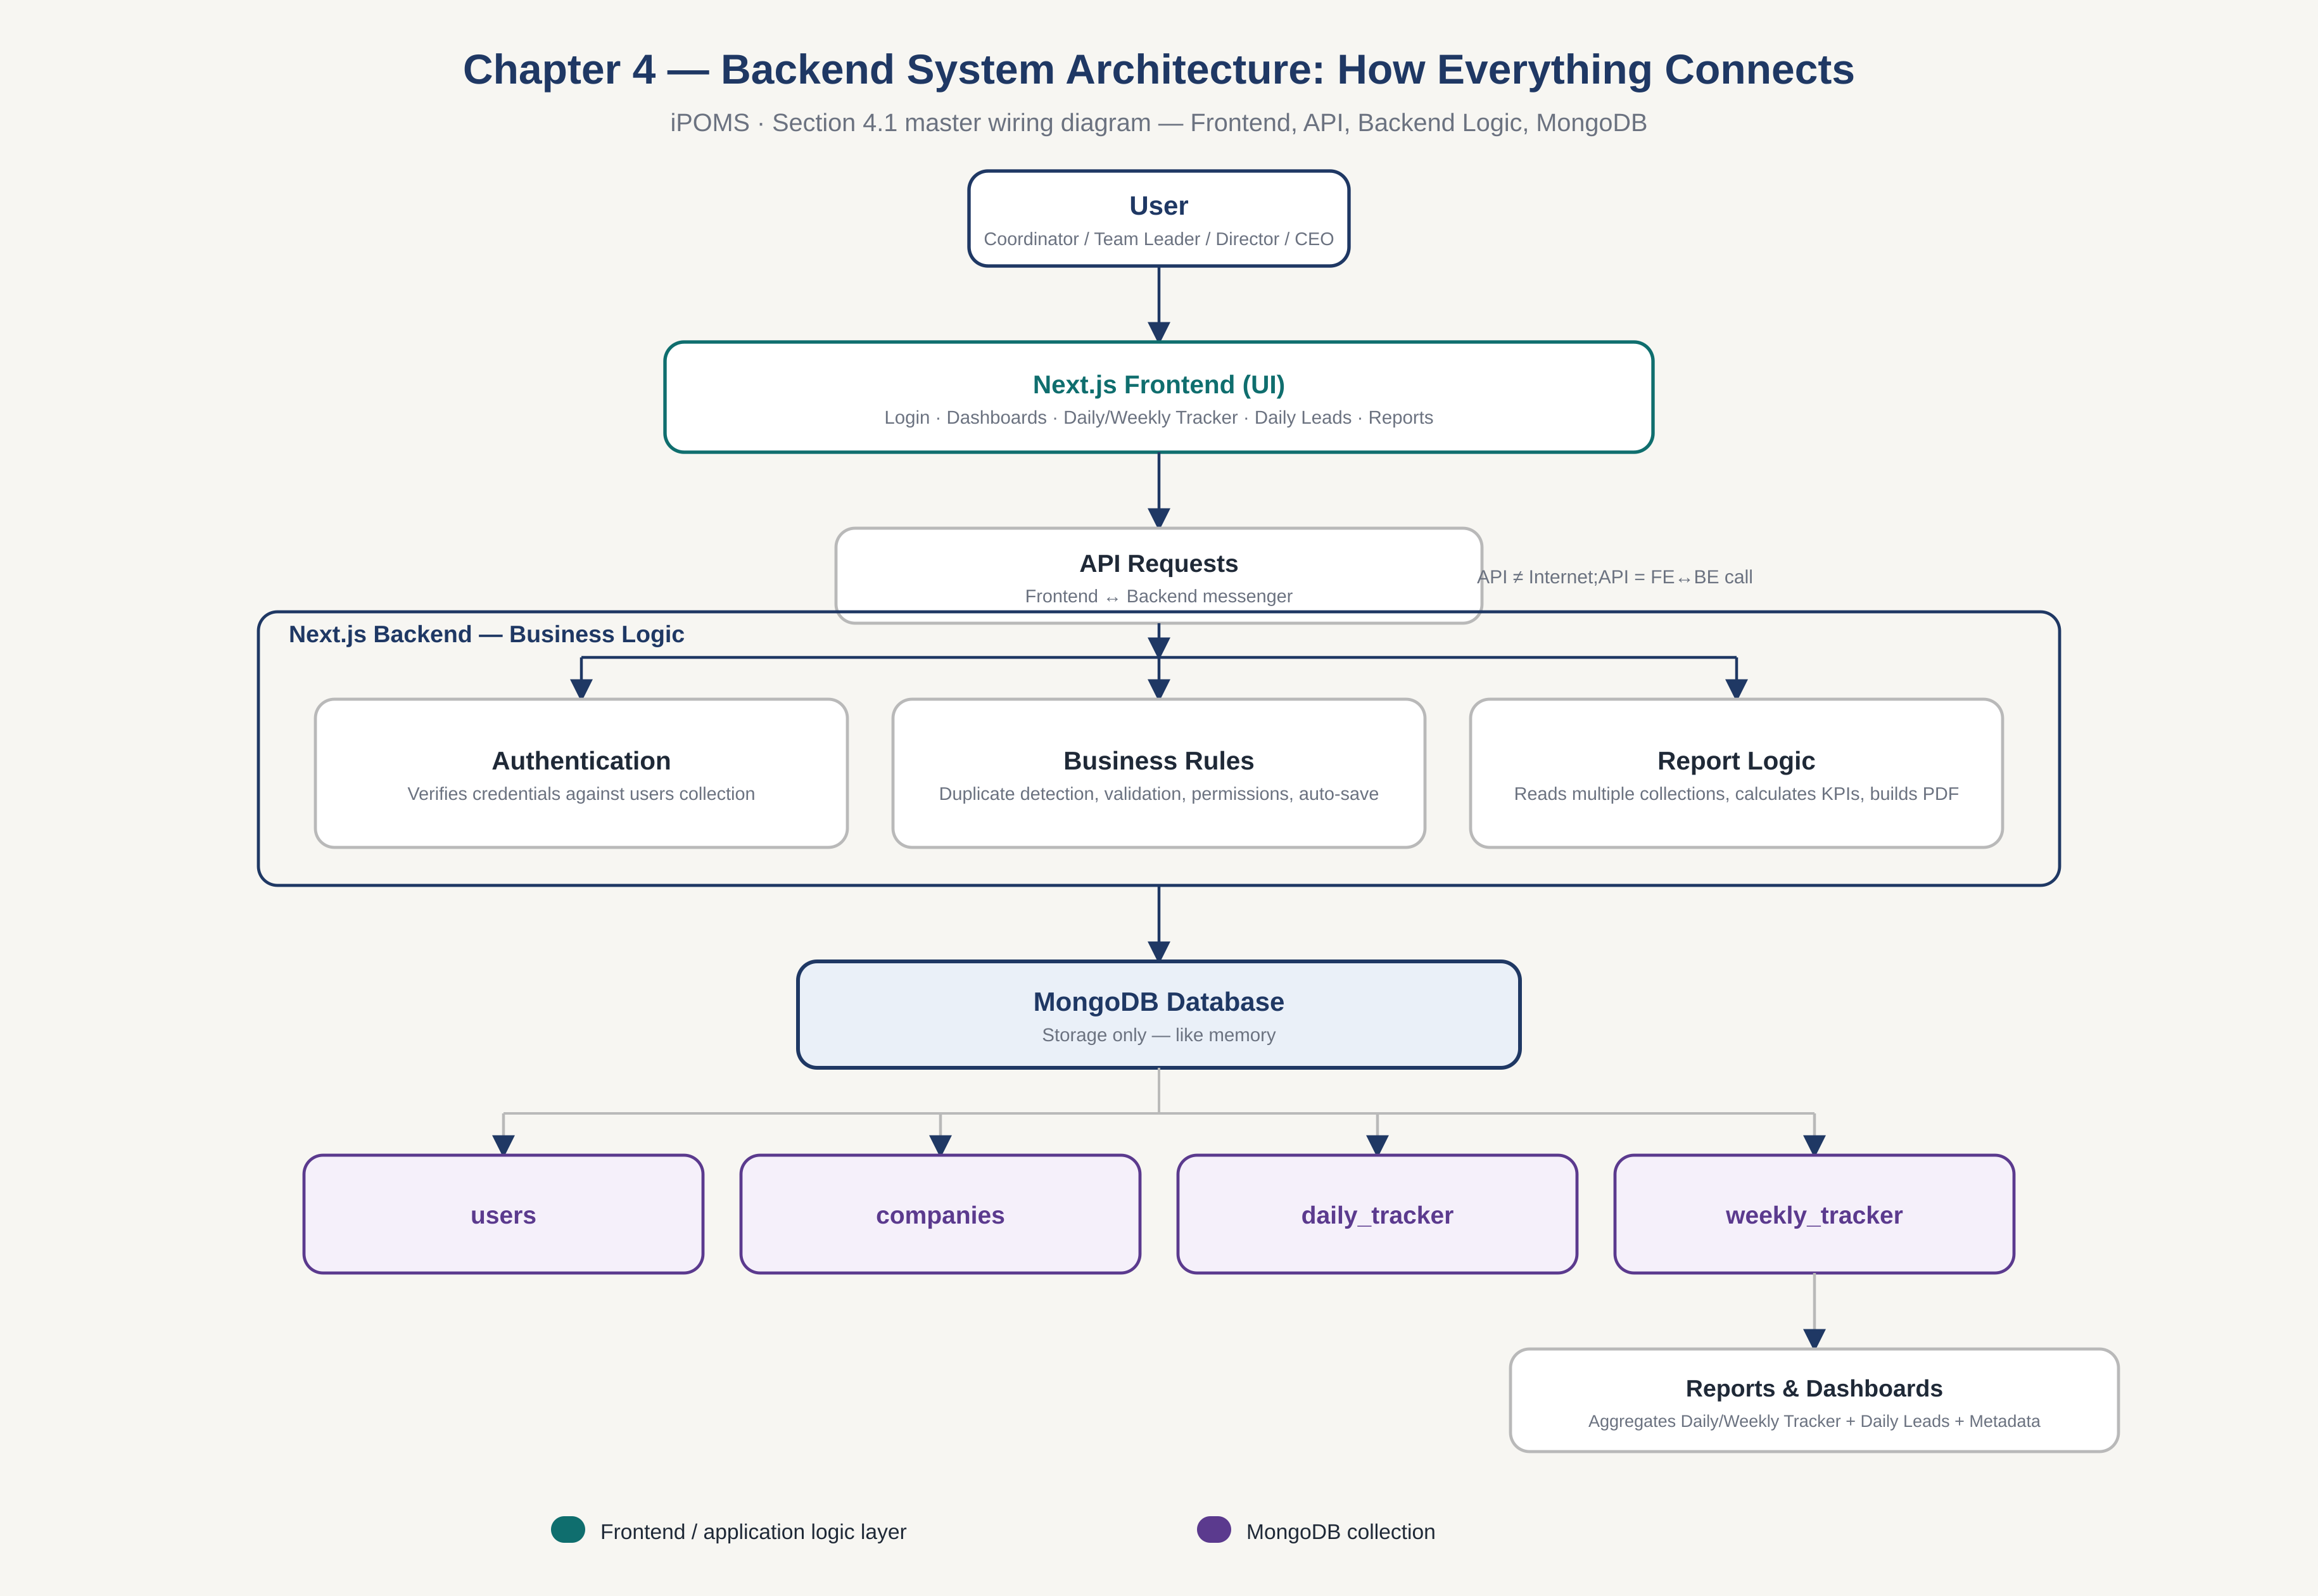 Chapter 4 — Backend System Architecture: How Everything Connects
iPOMS · Section 4.1 master wiring diagram — Frontend, API, Backend Logic, MongoDB
User
Coordinator / Team Leader / Director / CEO
Next.js Frontend (UI)
Login · Dashboards · Daily/Weekly Tracker · Daily Leads · Reports
API Requests
Frontend ↔ Backend messenger
API ≠ Internet;API = FE↔BE call
Next.js Backend — Business Logic
Authentication
Verifies credentials against users collection
Business Rules
Duplicate detection, validation, permissions, auto-save
Report Logic
Reads multiple collections, calculates KPIs, builds PDF
MongoDB Database
Storage only — like memory
users
companies
daily_tracker
weekly_tracker
Reports & Dashboards
Aggregates Daily/Weekly Tracker + Daily Leads + Metadata
Frontend / application logic layer
MongoDB collection